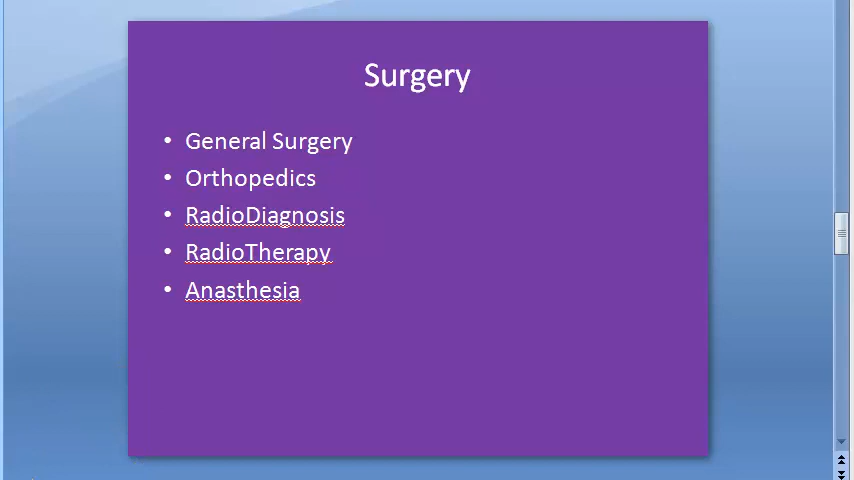 Surgery
• General Surgery
• Orthopedics
• RadioDiagnosis
• RadioTherapy
• Anasthesia